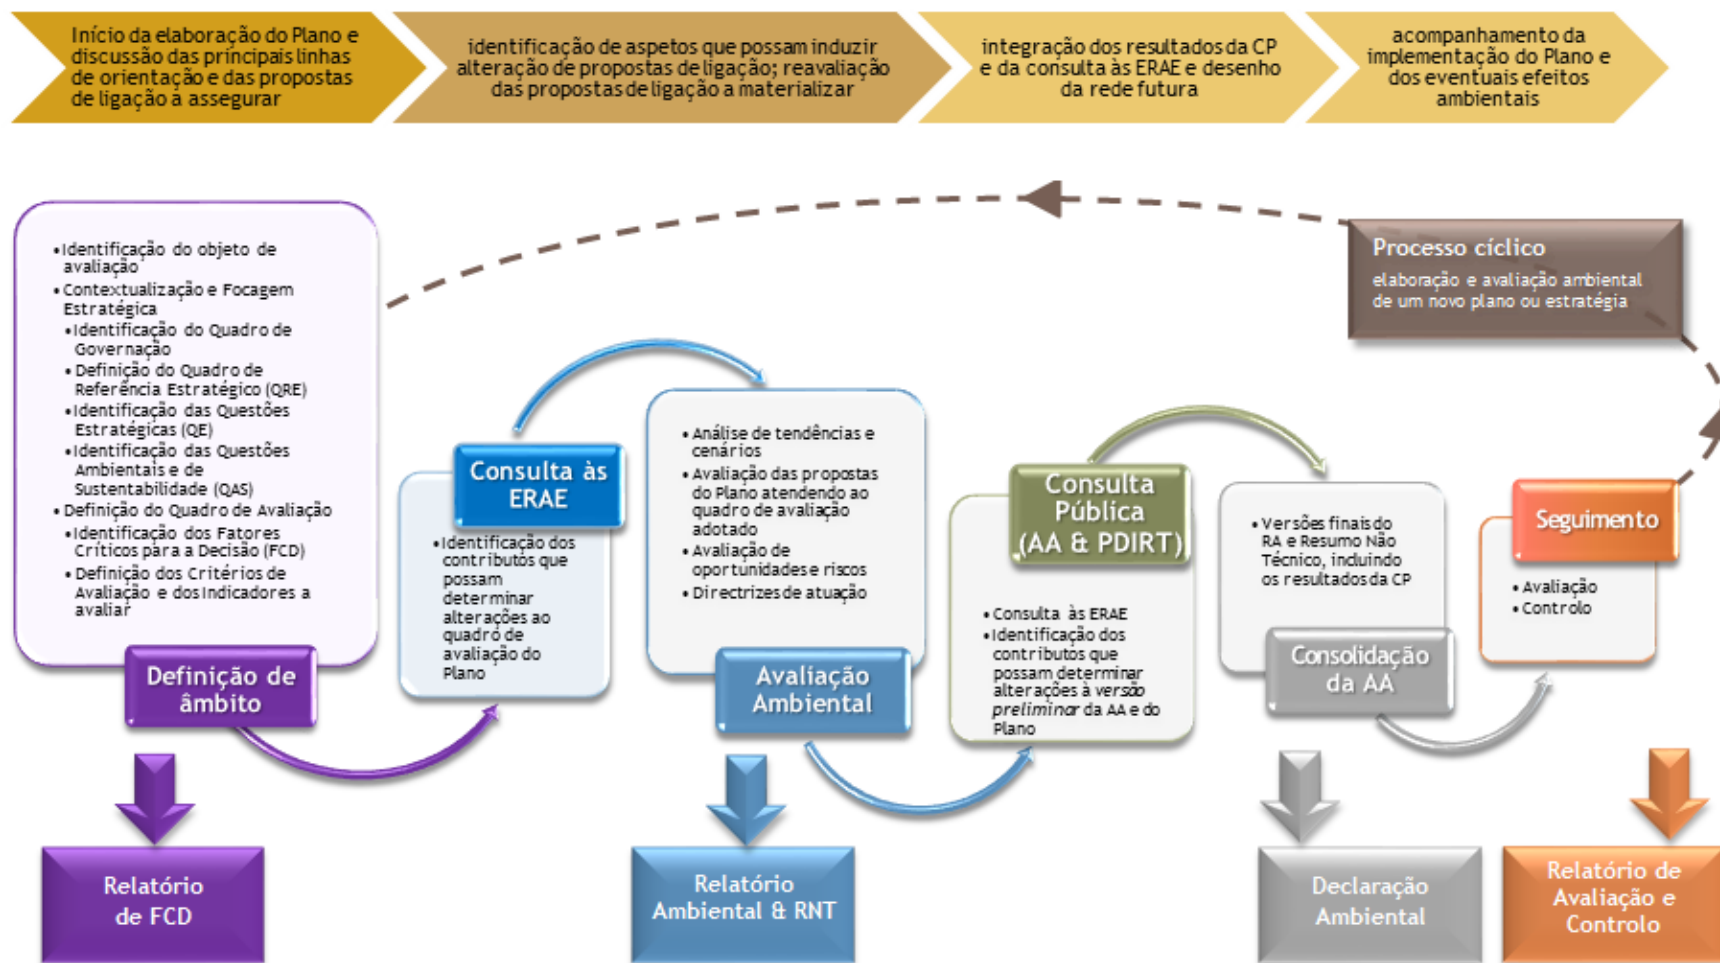 Início da elaboração do Plano e
discussão das principais linhas
de orientação e das propostas
de ligação a assegurar
identificação de aspetos que possam induzir
alteração de propostas de ligação; reavaliação
das propostas de ligação a materializar
integração dos resultados da CP
e da consulta às ERAE e desenho
da rede futura
acompanhamento da
implementação do Plano e
dos eventuais efeitos
ambientais
Processo cíclico
elaboração e avaliação ambiental
de um novo plano ou estratégia
•Identificação do objeto de
avaliação
•Contextualização e Focagem
Estratégica
•Identificação do Quadro de
Governação
•Definição do Quadro de
Referência Estratégico (QRE)
•Identificação das Questões
Estratégicas (QE)
•Identificação das Questões
Ambientais e de
Sustentabilidade (QAS)
•Definição do Quadro de Avaliação
•Identificação dos Fatores
Críticos para a Decisão (FCD)
•Definição dos Critérios de
Avaliação e dos Indicadores a
avaliar
Definição de
âmbito
Consulta às
ERAE
•Identificação dos
contributos que
possam
determinar
alterações ao
quadro de
avaliação do
Plano
•Análise de tendências e
cenários
•Avaliação das propostas
do Plano atendendo ao
quadro de avaliação
adotado
•Avaliação de
oportunidades e riscos
•Directrizes de atuação
Avaliação
Ambiental
Consulta
Pública
(AA & PDIRT)
•Consulta às ERAE
•Identificação dos
contributos que
possam determinar
alterações à versão
preliminar da AA e do
Plano
•Versões finais do
RA e Resumo Não
Técnico, incluindo
os resultados da CP
Consolidação
da AA
Seguimento
•Avaliação
•Controlo
Relatório
de FCD
Relatório
Ambiental & RNT
Declaração
Ambiental
Relatório de
Avaliação e
Controlo